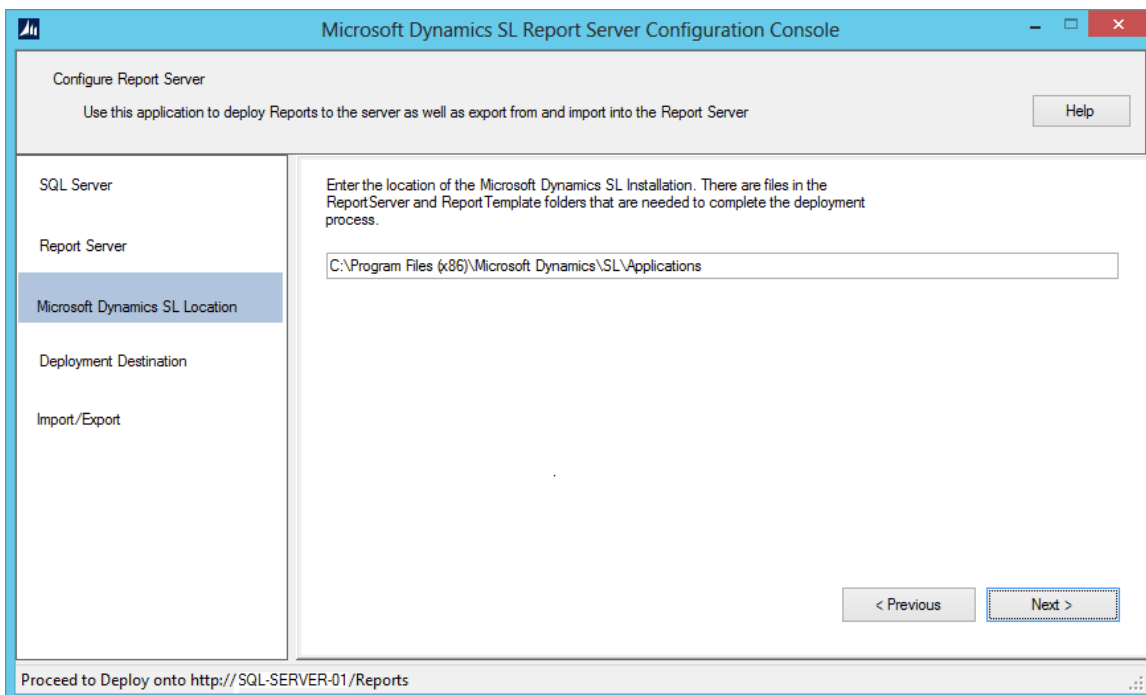 Microsoft Dynamics SL Report Server Configuration Console
Configure Report Server
Use this application to deploy Reports to the server as well as export from and import into the Report Server
Help
SQL Server
Report Server
Microsoft Dynamics SL Location
Deployment Destination
Import/Export
Enter the location of the Microsoft Dynamics SL Installation. There are files in the
ReportServer and ReportTemplate folders that are needed to complete the deployment
process.
C:\Program Files (x86)\Microsoft Dynamics\SL\Applications
< Previous
Next >
Proceed to Deploy onto http://SQL-SERVER-01/Reports